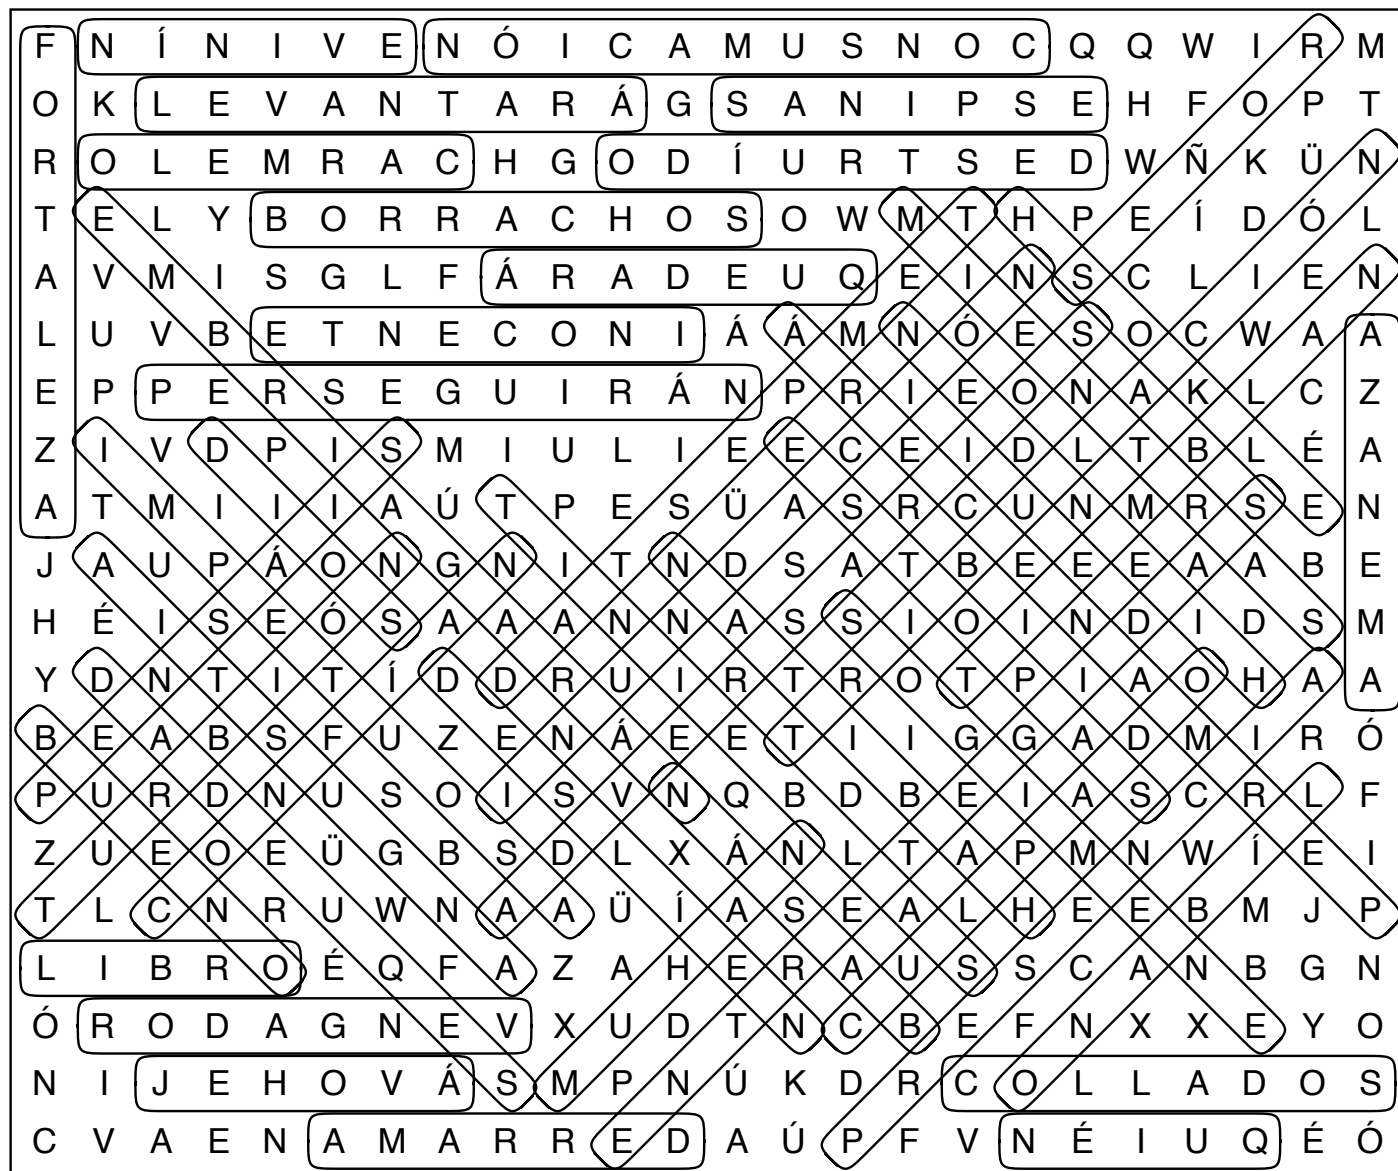 F N Í N I V E N Ó I C A M U S N O C Q Q W I R M
O K L E V A N T A R Á G S A N I P S E H F O P T
R O L E M R A C H G O D Í U R T S E D W Ñ K Ü N
T E L Y B O R R A C H O S O W M T H P E Í D Ó L
A V M I S G L F Á R A D E U Q E I N S C L I E N
L U V B E T N E C O N I Á Á M N Ó E S O C W A A
E P P E R S E G U I R Á N P R I E O N A K L C Z
Z I V D P I S M I U L I E E C E I D L T B L É A
A T M I I I A Ú T P E S Ü A S R C U N M R S E N
J A U P Á O N G N I T N D S A T B E E E A A B E
H É I S E Ó S A A A N N A S S I O I N D I D S M
Y D N T I T Í D D R U I R T R O T P I A O H A A
B E A B S F U Z E N Á E E T I I G G A D M I R Ó
P U R D N U S O I S V N Q B D B E I A S C R L F
Z U E O E Ü G B S D L X Á N L T A P M N W Í E I
T L C N R U W N A A Ü Í A S E A L H E E B M J P
L I B R O É Q F A Z A H E R A U S S C A N B G N
Ó R O D A G N E V X U D T N C B E F N X X E Y O
N I J E H O V Á S M P N Ú K D R C O L L A D O S
C V A E N A M A R R E D A Ú P F V N É I U Q É Ó